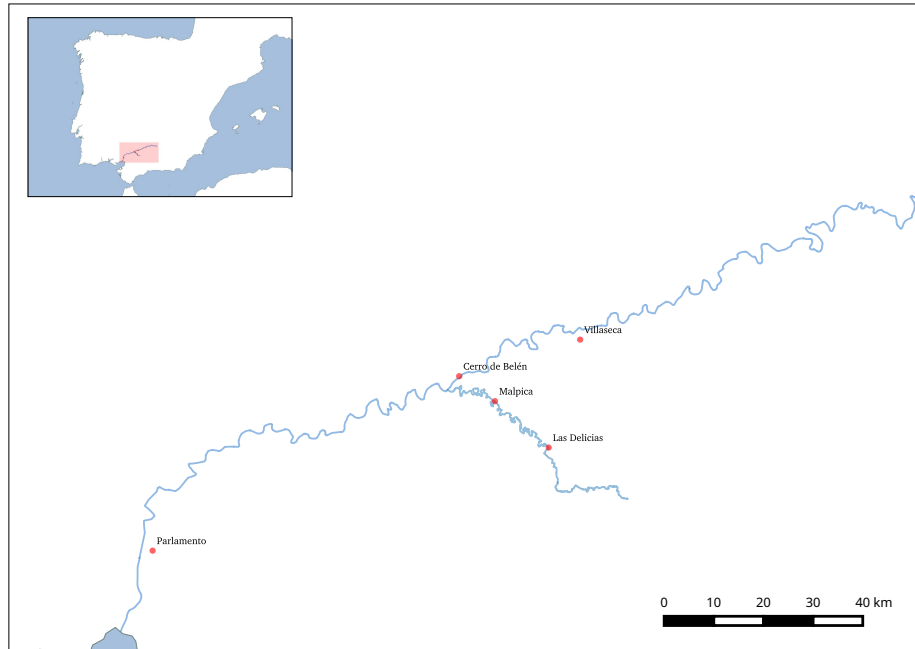 Villaseca
Cerro de Belén
Malpica
Las Delicias
Parlamento
0 10 20 30 40 km